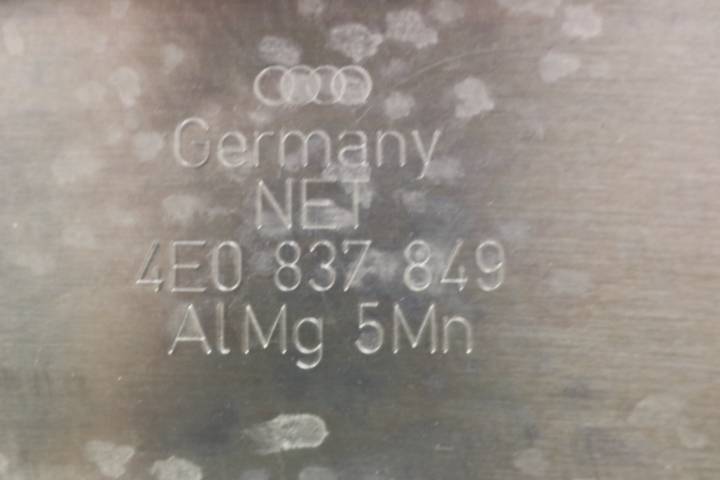 Germany
NET
4E0 837 849
AlMg 5Mn